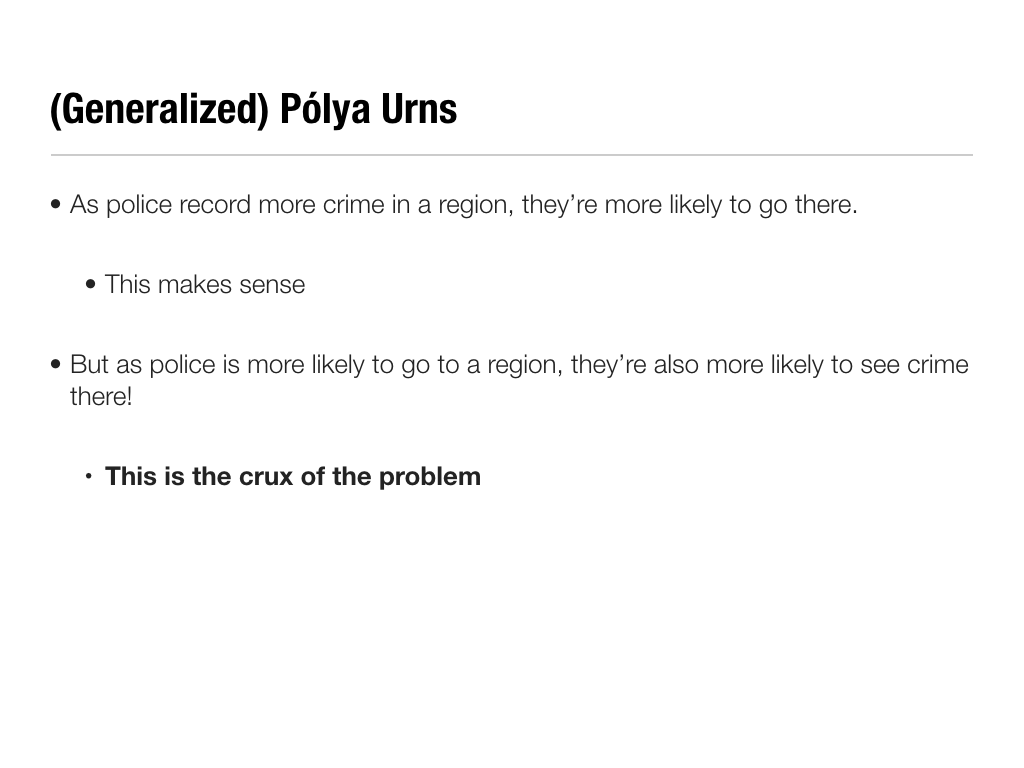 (Generalized) Pólya Urns
• As police record more crime in a region, they’re more likely to go there.
• This makes sense
• But as police is more likely to go to a region, they’re also more likely to see crime
there!
• This is the crux of the problem